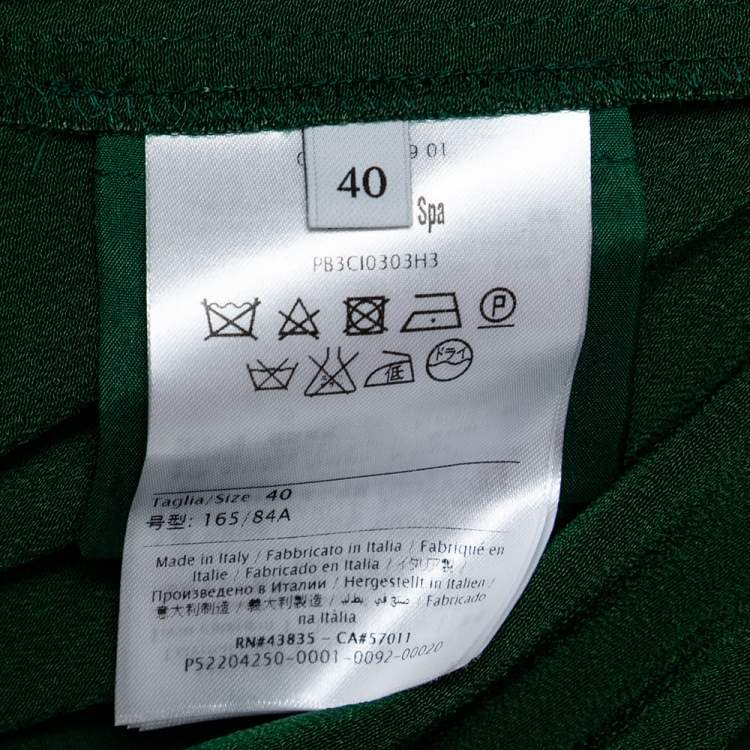 9 01
40
Spa
PB3CI0303H3
P
低
ドライ
Taglia/Size 40
号型: 165/84A
Made in Italy / Fabbricato in Italia / Fabriqué en
Italie / Fabricado en Italia / イタリア製 /
Произведено в Италии / Hergestellt in Italien /
意大利制造 / 義大利製造 / صنع في إيطاليا / Fabricado
na Itália
RN#43835 - CA#57011
P52204250-0001-0092-00020